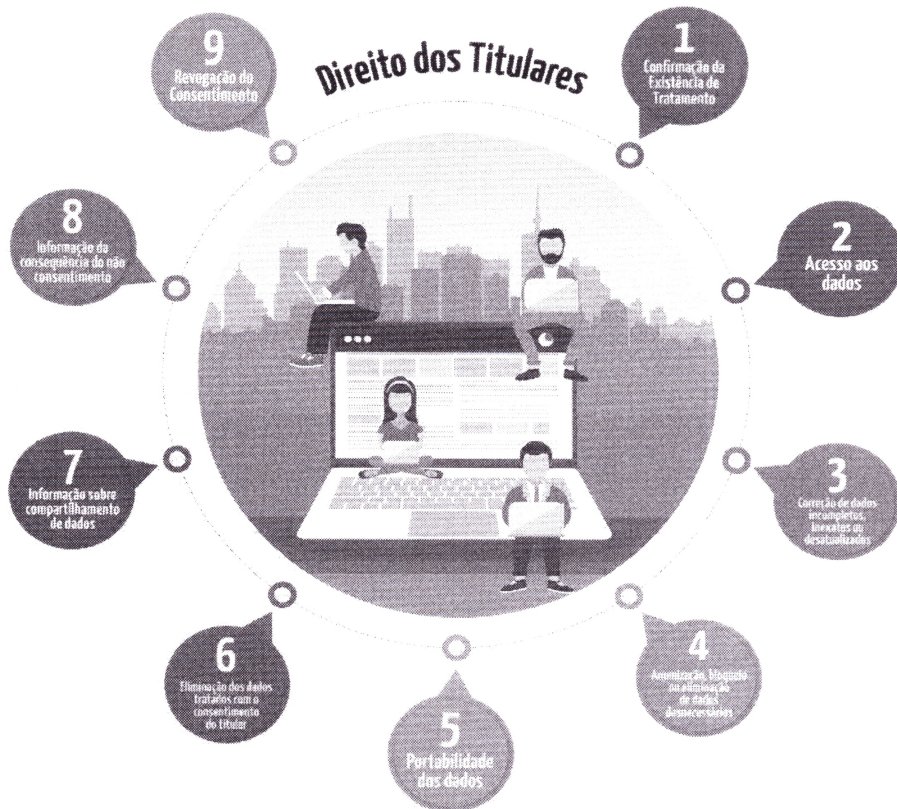 Direito dos Titulares
1
Confirmação da
Existência de
Tratamento
2
Acesso aos
dados
3
Correção de dados
incompletos,
inexatos ou
desatualizados
4
Anonização, bloqueio
ou eliminação
de dados
desnecessários
5
Portabilidade
dos dados
6
Eliminação dos dados
tratados com o
consentimento
do titular
7
Informação sobre
compartilhamento
de dados
8
Informação da
consequência do não
consentimento
9
Revogação do
Consentimento